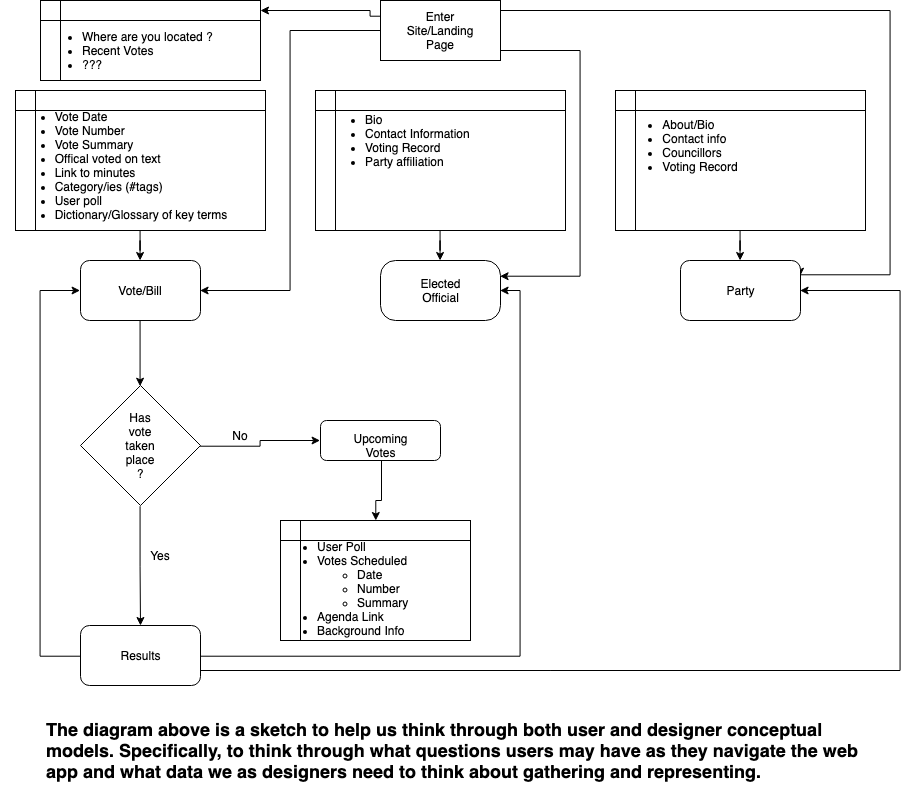 Enter
Site/Landing
Page
Where are you located ?
Recent Votes
???
Vote Date
Vote Number
Vote Summary
Offical voted on text
Link to minutes
Category/ies (#tags)
User poll
Dictionary/Glossary of key terms
Bio
Contact Information
Voting Record
Party affiliation
About/Bio
Contact info
Councillors
Voting Record
Vote/Bill
Elected
Official
Party
Has
vote
taken
place
?
No
Upcoming
Votes
Yes
User Poll
Votes Scheduled
Date
Number
Summary
Agenda Link
Background Info
Results
The diagram above is a sketch to help us think through both user and designer conceptual
models. Specifically, to think through what questions users may have as they navigate the web
app and what data we as designers need to think about gathering and representing.